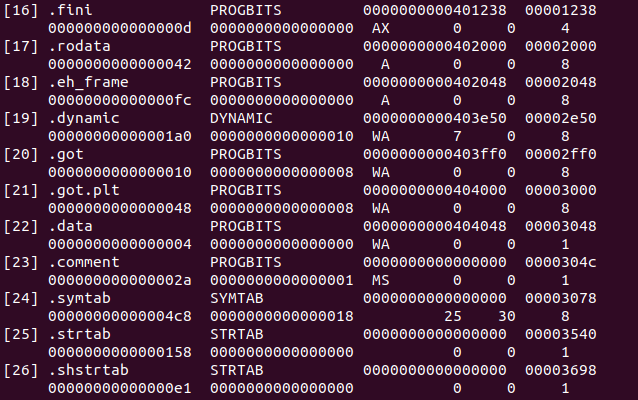 [16] .fini PROGBITS 0000000000401238 00001238
000000000000000d 0000000000000000 AX 0 0 4
[17] .rodata PROGBITS 0000000000402000 00002000
0000000000000042 0000000000000000 A 0 0 8
[18] .eh_frame PROGBITS 0000000000402048 00002048
00000000000000fc 0000000000000000 A 0 0 8
[19] .dynamic DYNAMIC 0000000000403e50 00002e50
00000000000001a0 0000000000000010 WA 7 0 8
[20] .got PROGBITS 0000000000403ff0 00002ff0
0000000000000010 0000000000000008 WA 0 0 8
[21] .got.plt PROGBITS 0000000000404000 00003000
0000000000000048 0000000000000008 WA 0 0 8
[22] .data PROGBITS 0000000000404048 00003048
0000000000000004 0000000000000000 WA 0 0 1
[23] .comment PROGBITS 0000000000000000 0000304c
000000000000002a 0000000000000001 MS 0 0 1
[24] .symtab SYMTAB 0000000000000000 00003078
00000000000004c8 0000000000000018 25 30 8
[25] .strtab STRTAB 0000000000000000 00003540
0000000000000158 0000000000000000 0 0 1
[26] .shstrtab STRTAB 0000000000000000 00003698
00000000000000e1 0000000000000000 0 0 1